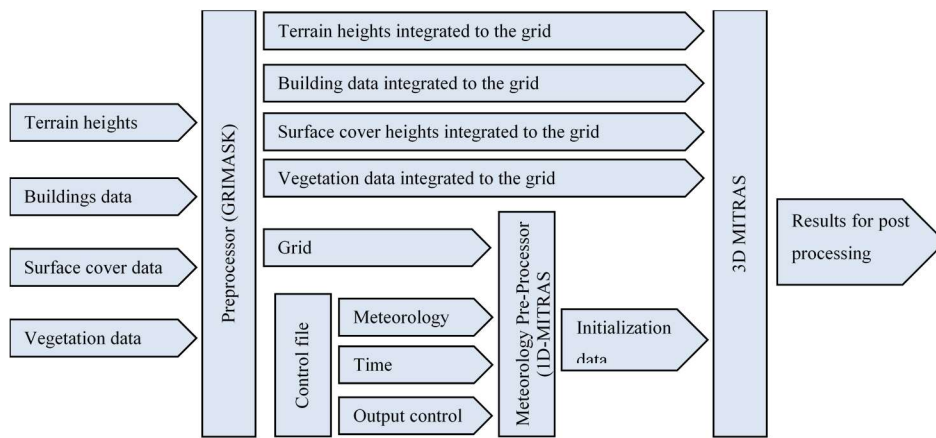 Terrain heights
Buildings data
Surface cover data
Vegetation data
Preprocessor (GRIMASK)
Terrain heights integrated to the grid
Building data integrated to the grid
Surface cover heights integrated to the grid
Vegetation data integrated to the grid
Grid
Control file
Meteorology
Time
Output control
Meteorology Pre-Processor
(1D-MITRAS)
Initialization
data
3D MITRAS
Results for post
processing